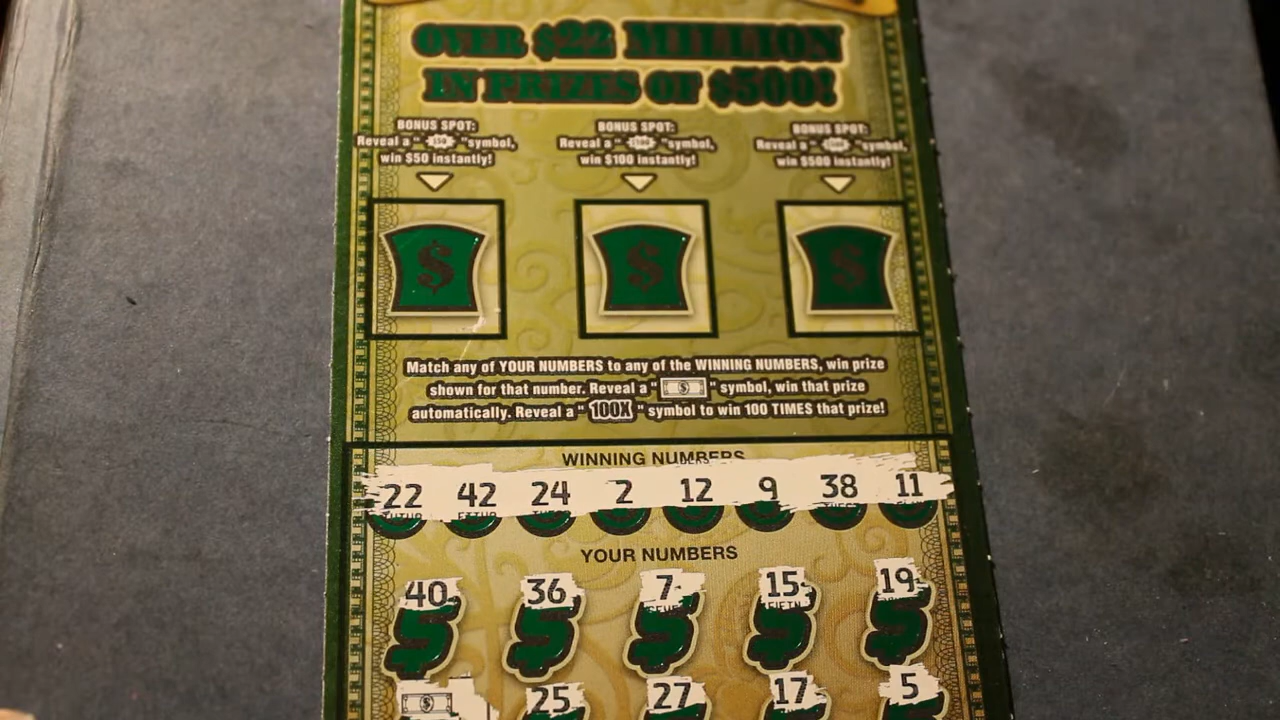 OVER $22 MILLION
IN PRIZES OF $500!
BONUS SPOT: BONUS SPOT: BONUS SPOT:
Reveal a " $50 " symbol, Reveal a " $100 " symbol, Reveal a " $500 " symbol,
win $50 instantly! win $100 instantly! win $500 instantly!
$ $ $
Match any of YOUR NUMBERS to any of the WINNING NUMBERS, win prize
shown for that number. Reveal a " $ " symbol, win that prize
automatically. Reveal a " 100X " symbol to win 100 TIMES that prize!
WINNING NUMBERS
22 42 24 2 12 9 38 11
YOUR NUMBERS
40 36 7 15 19
$ $ $ $ $
$ 25 27 17 5